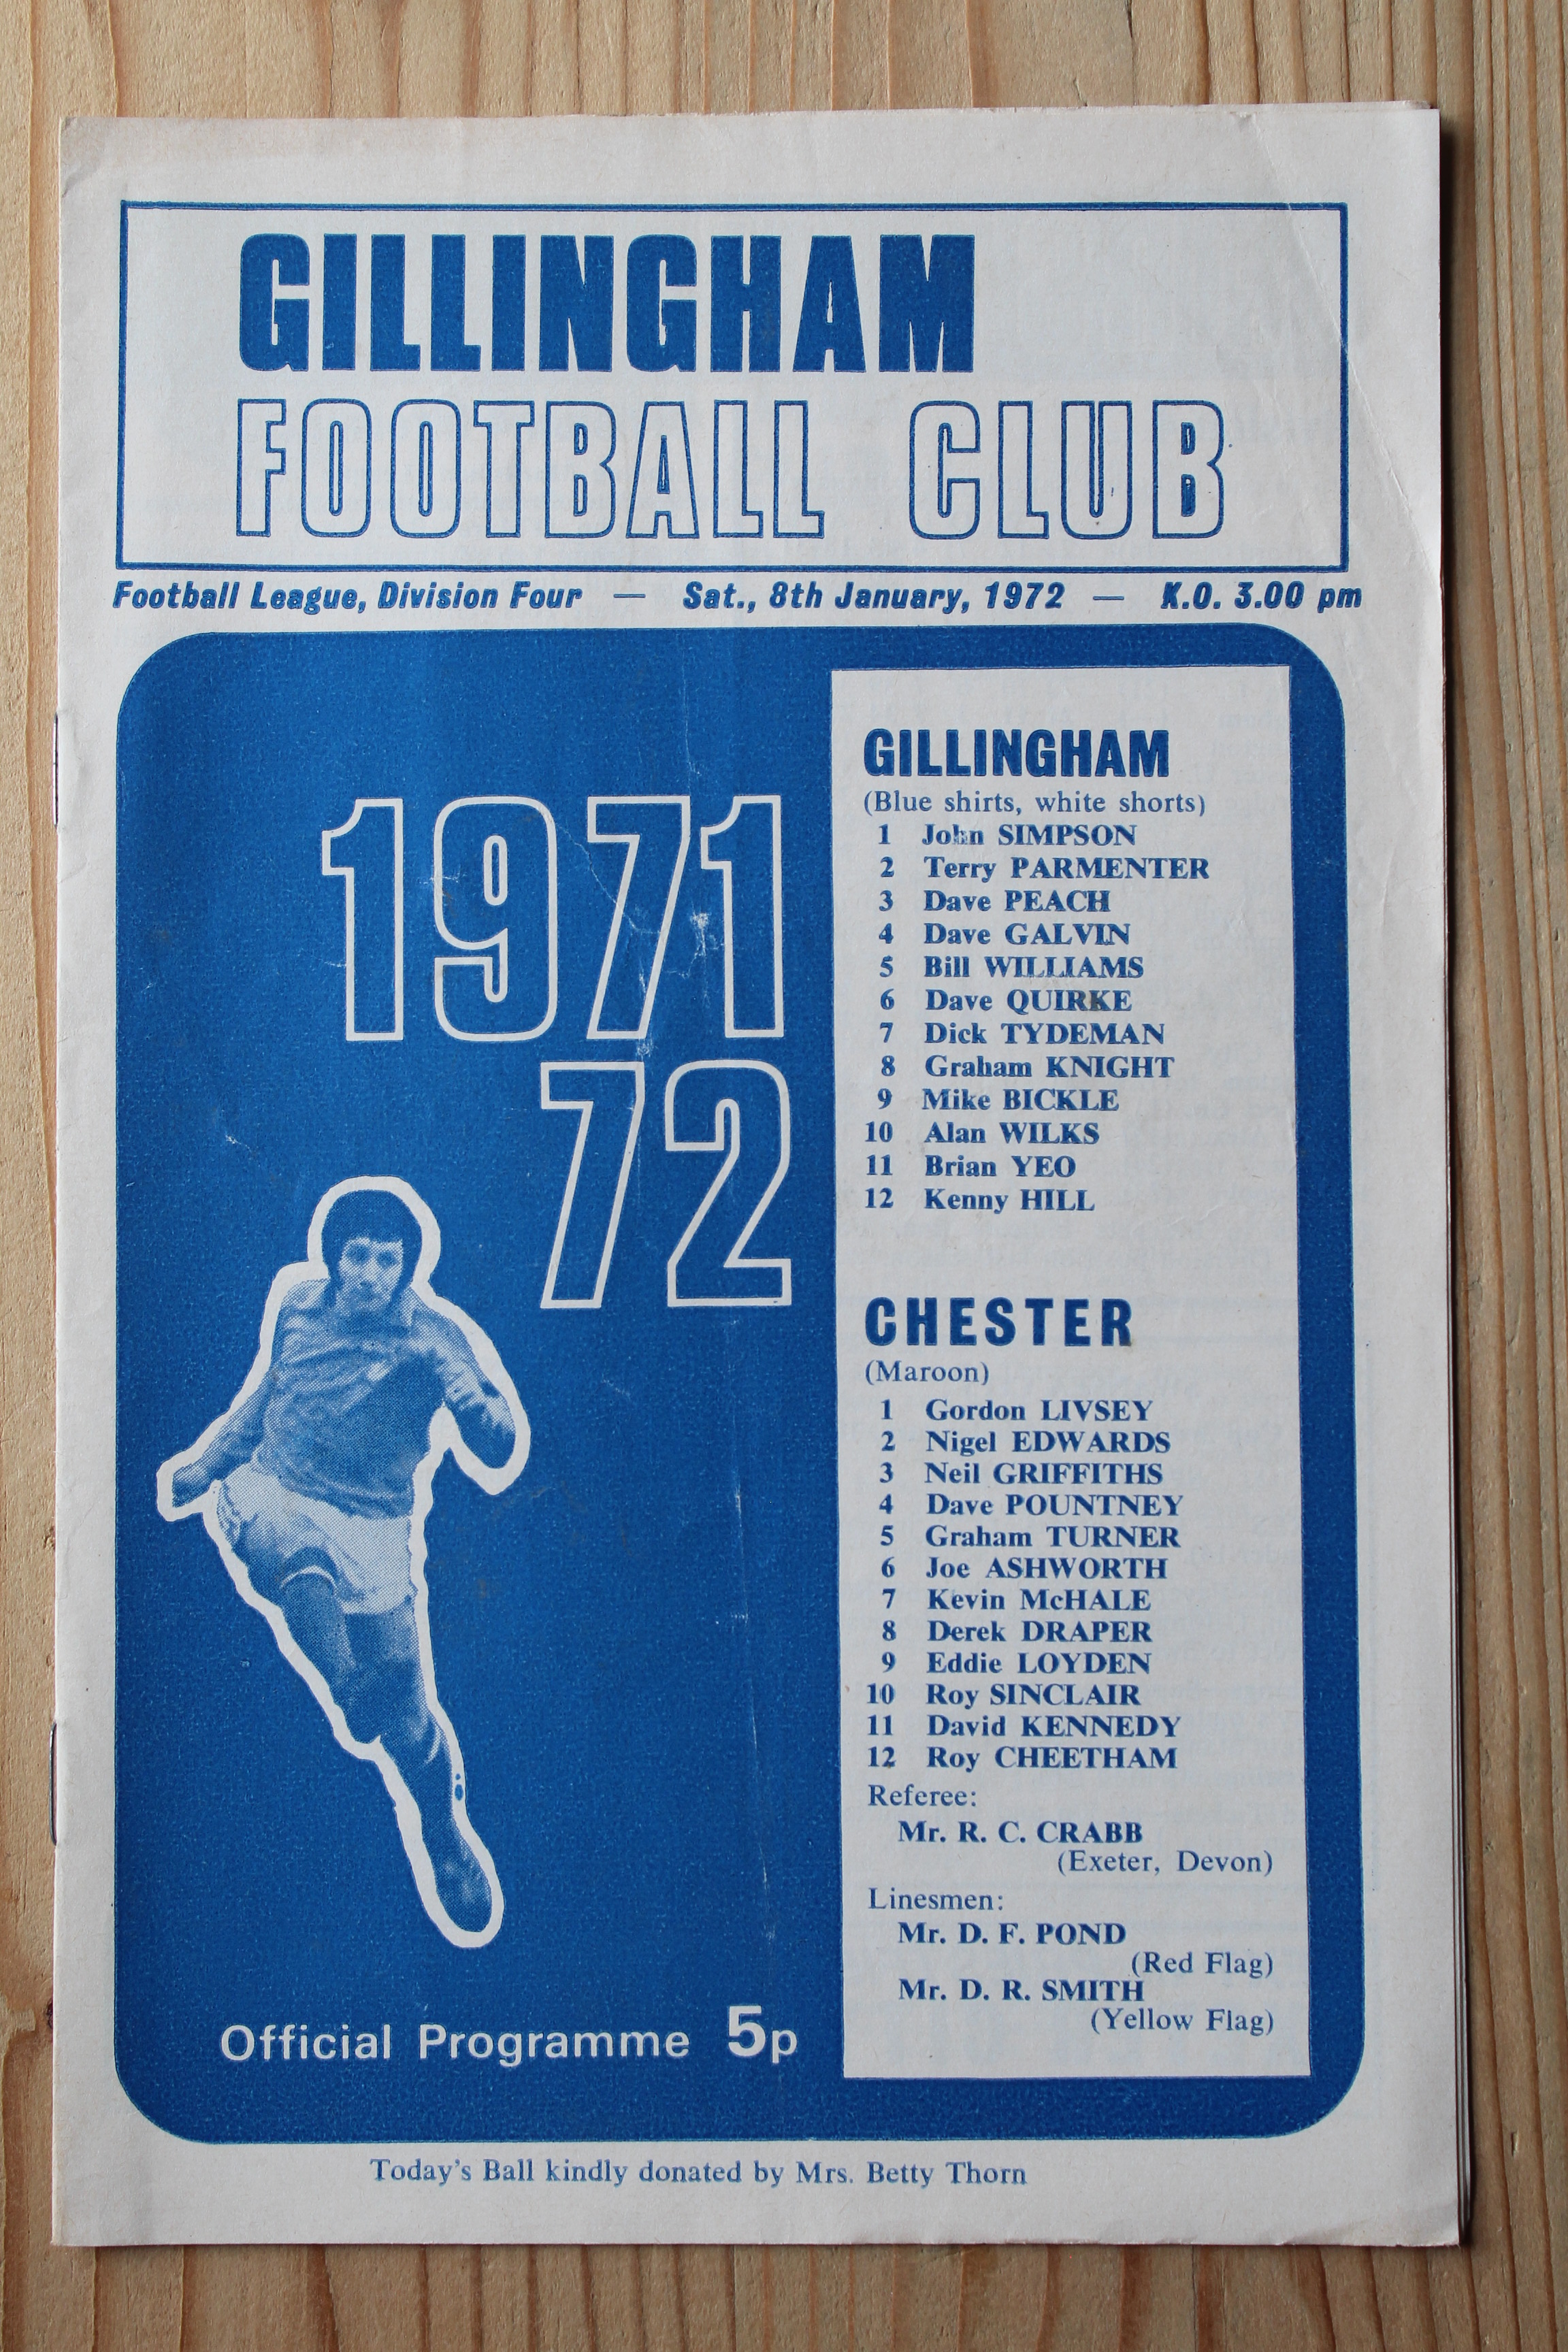 GILLINGHAM
FOOTBALL CLUB
Football League, Division Four — Sat., 8th January, 1972 — K.O. 3.00 pm
1971
72
GILLINGHAM
(Blue shirts, white shorts)
1 John SIMPSON
2 Terry PARMENTER
3 Dave PEACH
4 Dave GALVIN
5 Bill WILLIAMS
6 Dave QUIRKE
7 Dick TYDEMAN
8 Graham KNIGHT
9 Mike BICKLE
10 Alan WILKS
11 Brian YEO
12 Kenny HILL
CHESTER
(Maroon)
1 Gordon LIVSEY
2 Nigel EDWARDS
3 Neil GRIFFITHS
4 Dave POUNTNEY
5 Graham TURNER
6 Joe ASHWORTH
7 Kevin McHALE
8 Derek DRAPER
9 Eddie LOYDEN
10 Roy SINCLAIR
11 David KENNEDY
12 Roy CHEETHAM
Referee:
Mr. R. C. CRABB
(Exeter, Devon)
Linesmen:
Mr. D. F. POND
(Red Flag)
Mr. D. R. SMITH
(Yellow Flag)
Official Programme 5p
Today's Ball kindly donated by Mrs. Betty Thorn